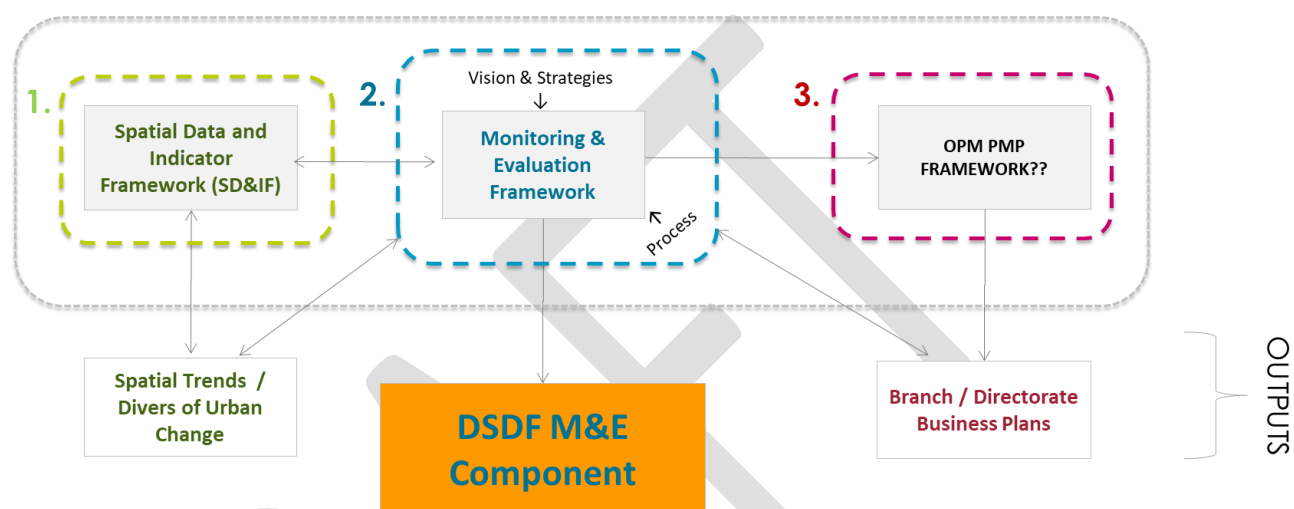 1.
Spatial Data and
Indicator
Framework (SD&IF)
2.
Vision & Strategies
Monitoring &
Evaluation
Framework
Process
3.
OPM PMP
FRAMEWORK??
Spatial Trends /
Divers of Urban
Change
DSDF M&E
Component
Branch / Directorate
Business Plans
OUTPUTS